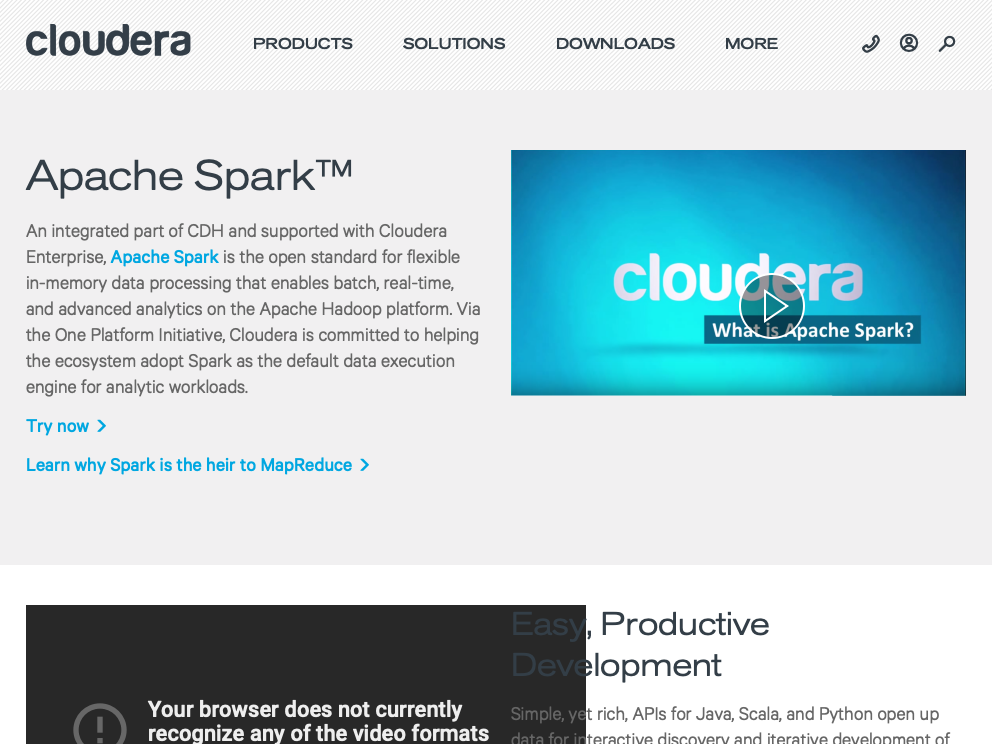 cloudera
PRODUCTS SOLUTIONS DOWNLOADS MORE
Apache Spark™
An integrated part of CDH and supported with Cloudera
Enterprise, Apache Spark is the open standard for flexible
in-memory data processing that enables batch, real-time,
and advanced analytics on the Apache Hadoop platform. Via
the One Platform Initiative, Cloudera is committed to helping
the ecosystem adopt Spark as the default data execution
engine for analytic workloads.
Try now
Learn why Spark is the heir to MapReduce
cloudera
What is Apache Spark?
Your browser does not currently
recognize any of the video formats
Easy, Productive
Development
Simple, yet rich, APIs for Java, Scala, and Python open up
data for interactive discovery and iterative development of